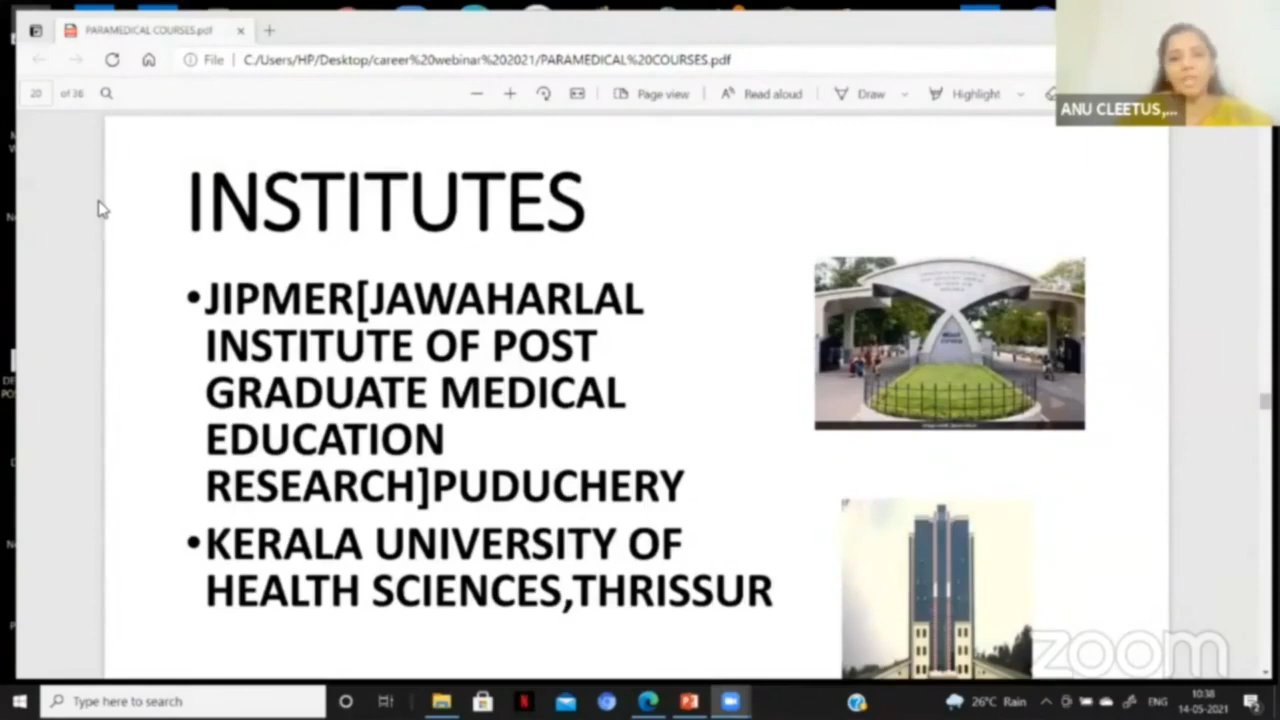 PARAMEDICAL COURSES.pdf
File C:/Users/HP/Desktop/career%20webinar%202021/PARAMEDICAL%20COURSES.pdf
20 of 36 Page view Read aloud Draw Highlight
ANU CLEETUS,...
INSTITUTES
•JIPMER[JAWAHARLAL
INSTITUTE OF POST
GRADUATE MEDICAL
EDUCATION
RESEARCH]PUDUCHERY
•KERALA UNIVERSITY OF
HEALTH SCIENCES,THRISSUR
zoom
Type here to search
26°C Rain
ENG
10:38
14-05-2021